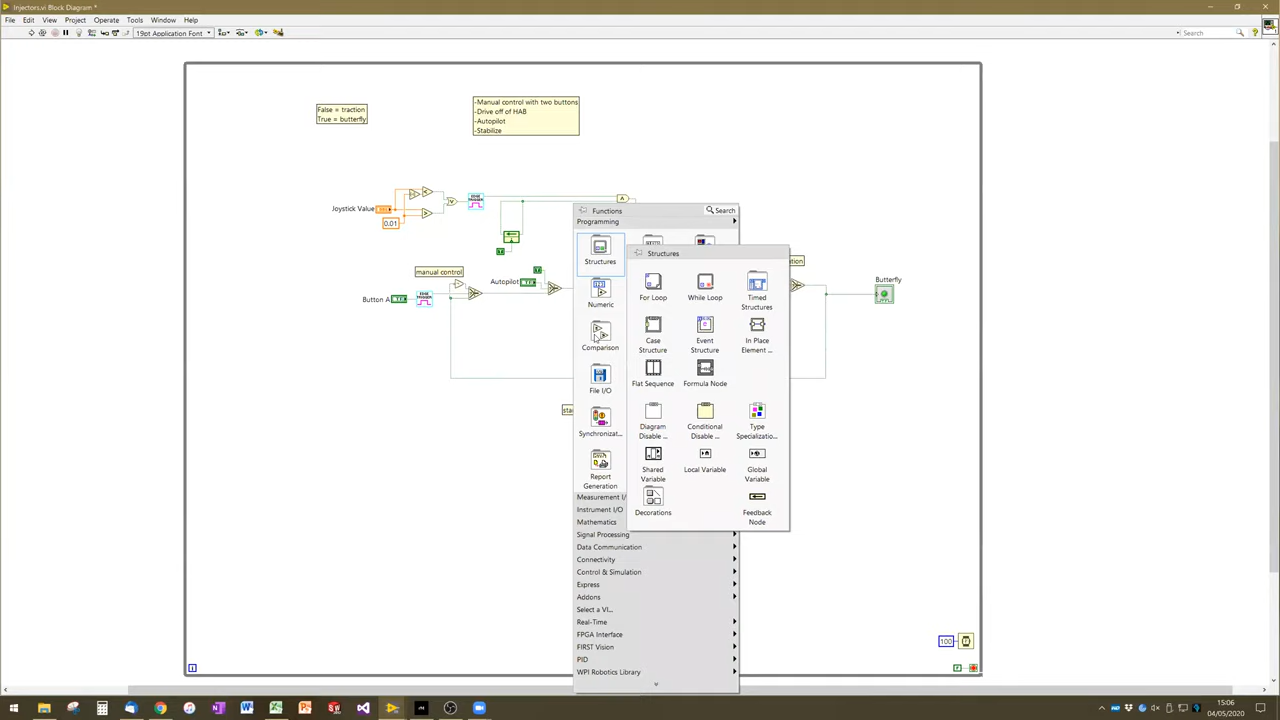 Injectors.vi Block Diagram *
File Edit View Project Operate Tools Window Help
19pt Application Font
Search
False = traction
True = butterfly
-Manual control with two buttons
-Drive off of HAB
-Autopilot
-Stabilize
Joystick Value
0.01
manual control
Autopilot
Button A
Butterfly
100
Functions
Search
Programming
Structures
Numeric
Comparison
File I/O
Synchronizat...
Report
Generation
Measurement I/
Instrument I/O
Mathematics
Signal Processing
Data Communication
Connectivity
Control & Simulation
Express
Addons
Select a VI...
Real-Time
FPGA Interface
FIRST Vision
PID
WPI Robotics Library
Structures
For Loop
While Loop
Timed
Structures
Case
Structure
Event
Structure
In Place
Element ...
Flat Sequence
Formula Node
Diagram
Disable ...
Conditional
Disable ...
Type
Specializatio...
Shared
Variable
Local Variable
Global
Variable
Decorations
Feedback
Node
15:06
04/05/2020